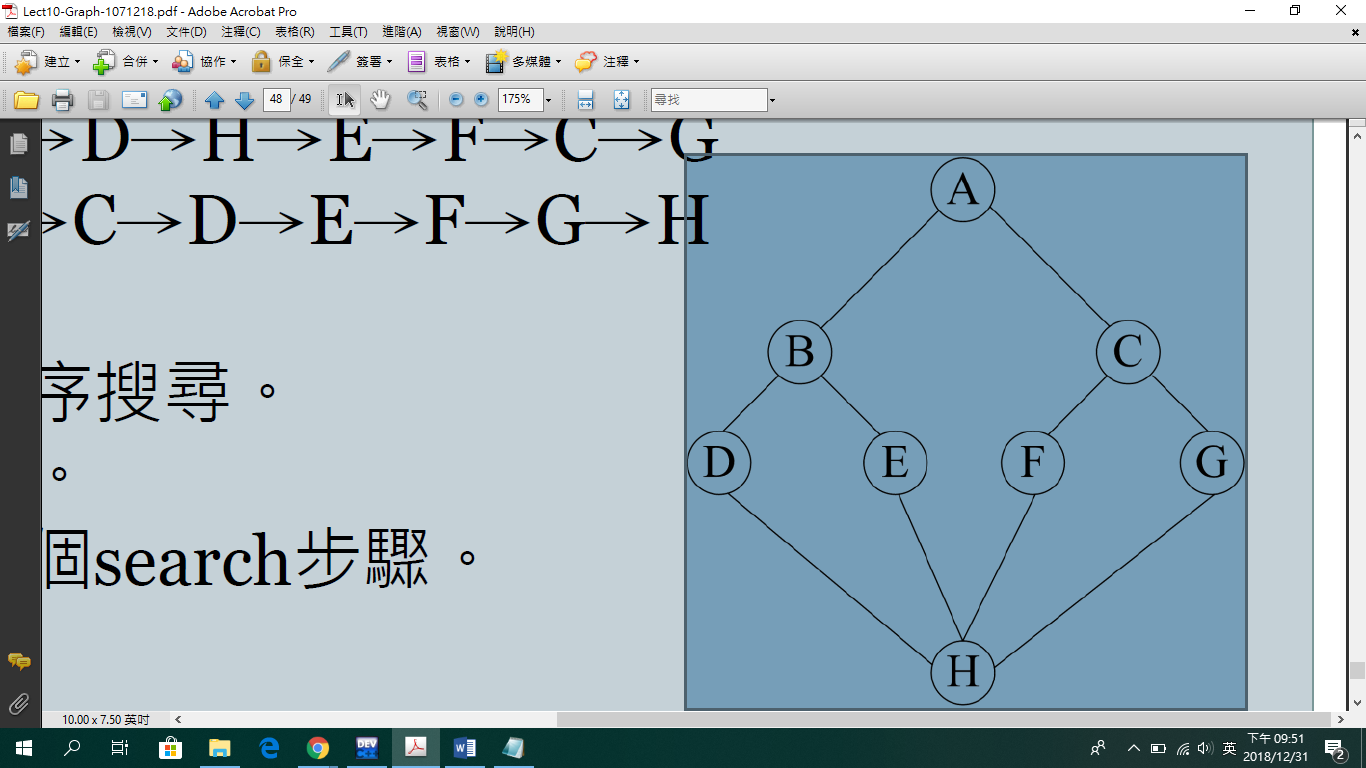 Lect10-Graph-1071218.pdf - Adobe Acrobat Pro
檔案(F) 編輯(E) 檢視(V) 文件(D) 注釋(C) 表格(R) 工具(T) 進階(A) 視窗(W) 說明(H)
建立 合併 協作 保全 簽署 表格 多媒體 注釋
48 / 49 175% 尋找
→D→H→E→F→C→G
→C→D→E→F→G→H
序搜尋。
。
個search步驟。
A
B C
D E F G
H
10.00 x 7.50 英吋
DEV
英 下午 09:51
2018/12/31 2